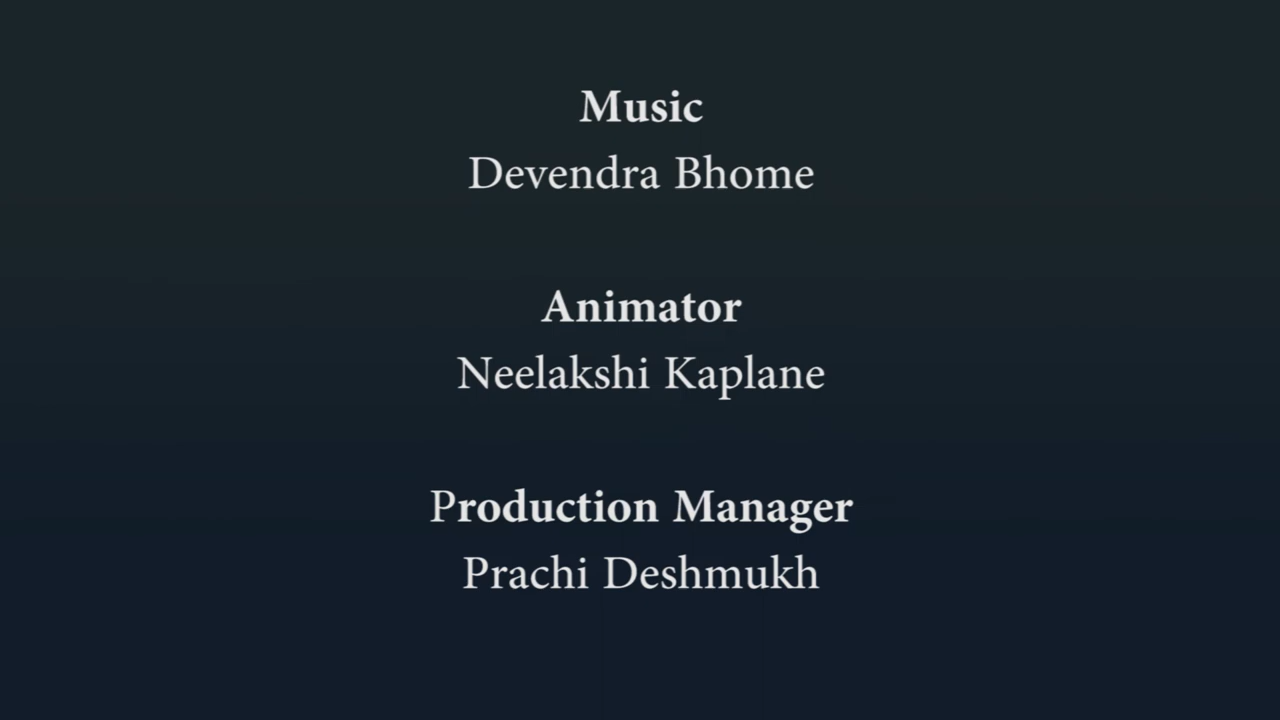 Music
Devendra Bhome
Animator
Neelakshi Kaplane
Production Manager
Prachi Deshmukh